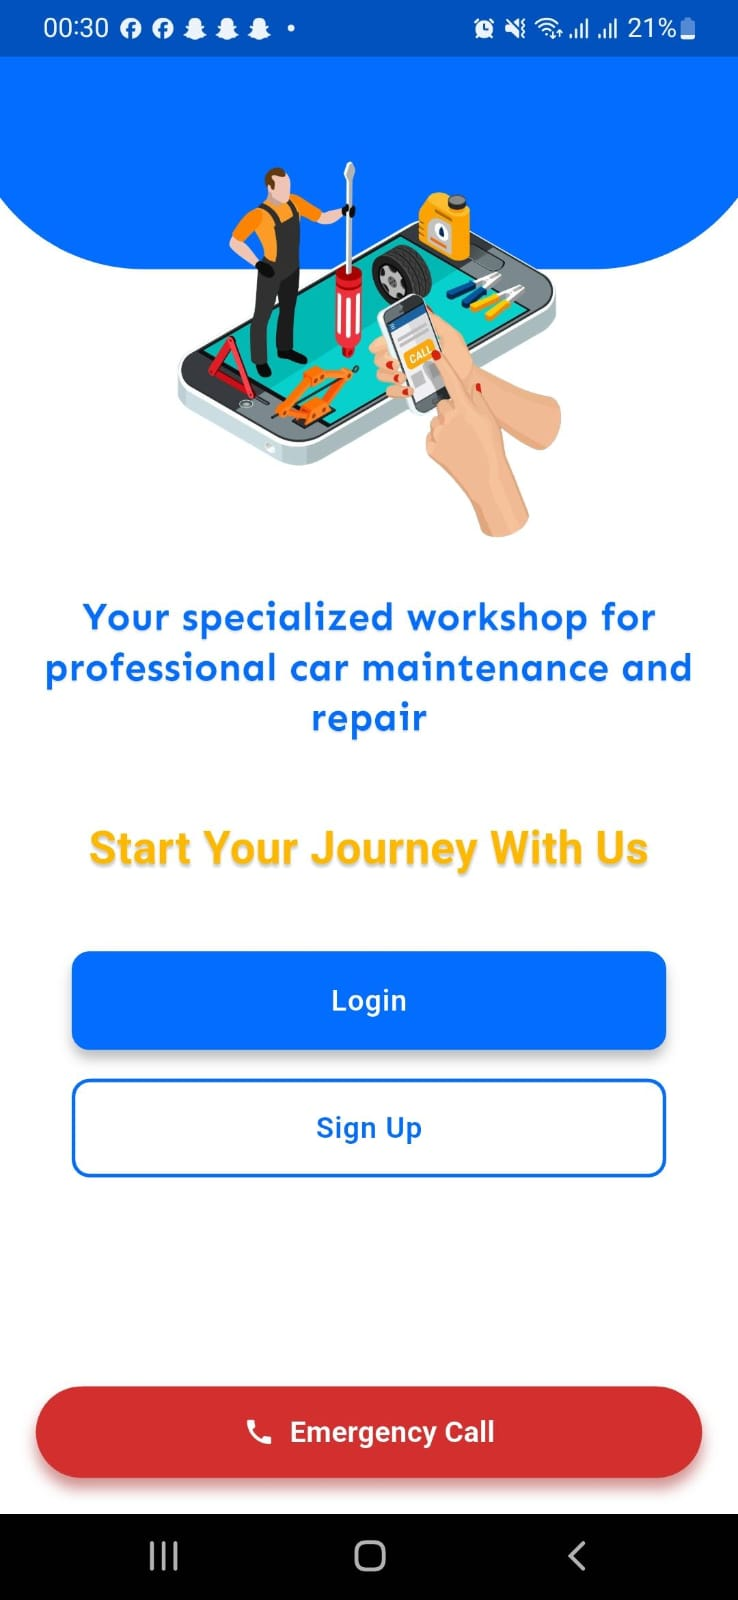 00:30 21%
CALL
Your specialized workshop for
professional car maintenance and
repair
Start Your Journey With Us
Login
Sign Up
Emergency Call